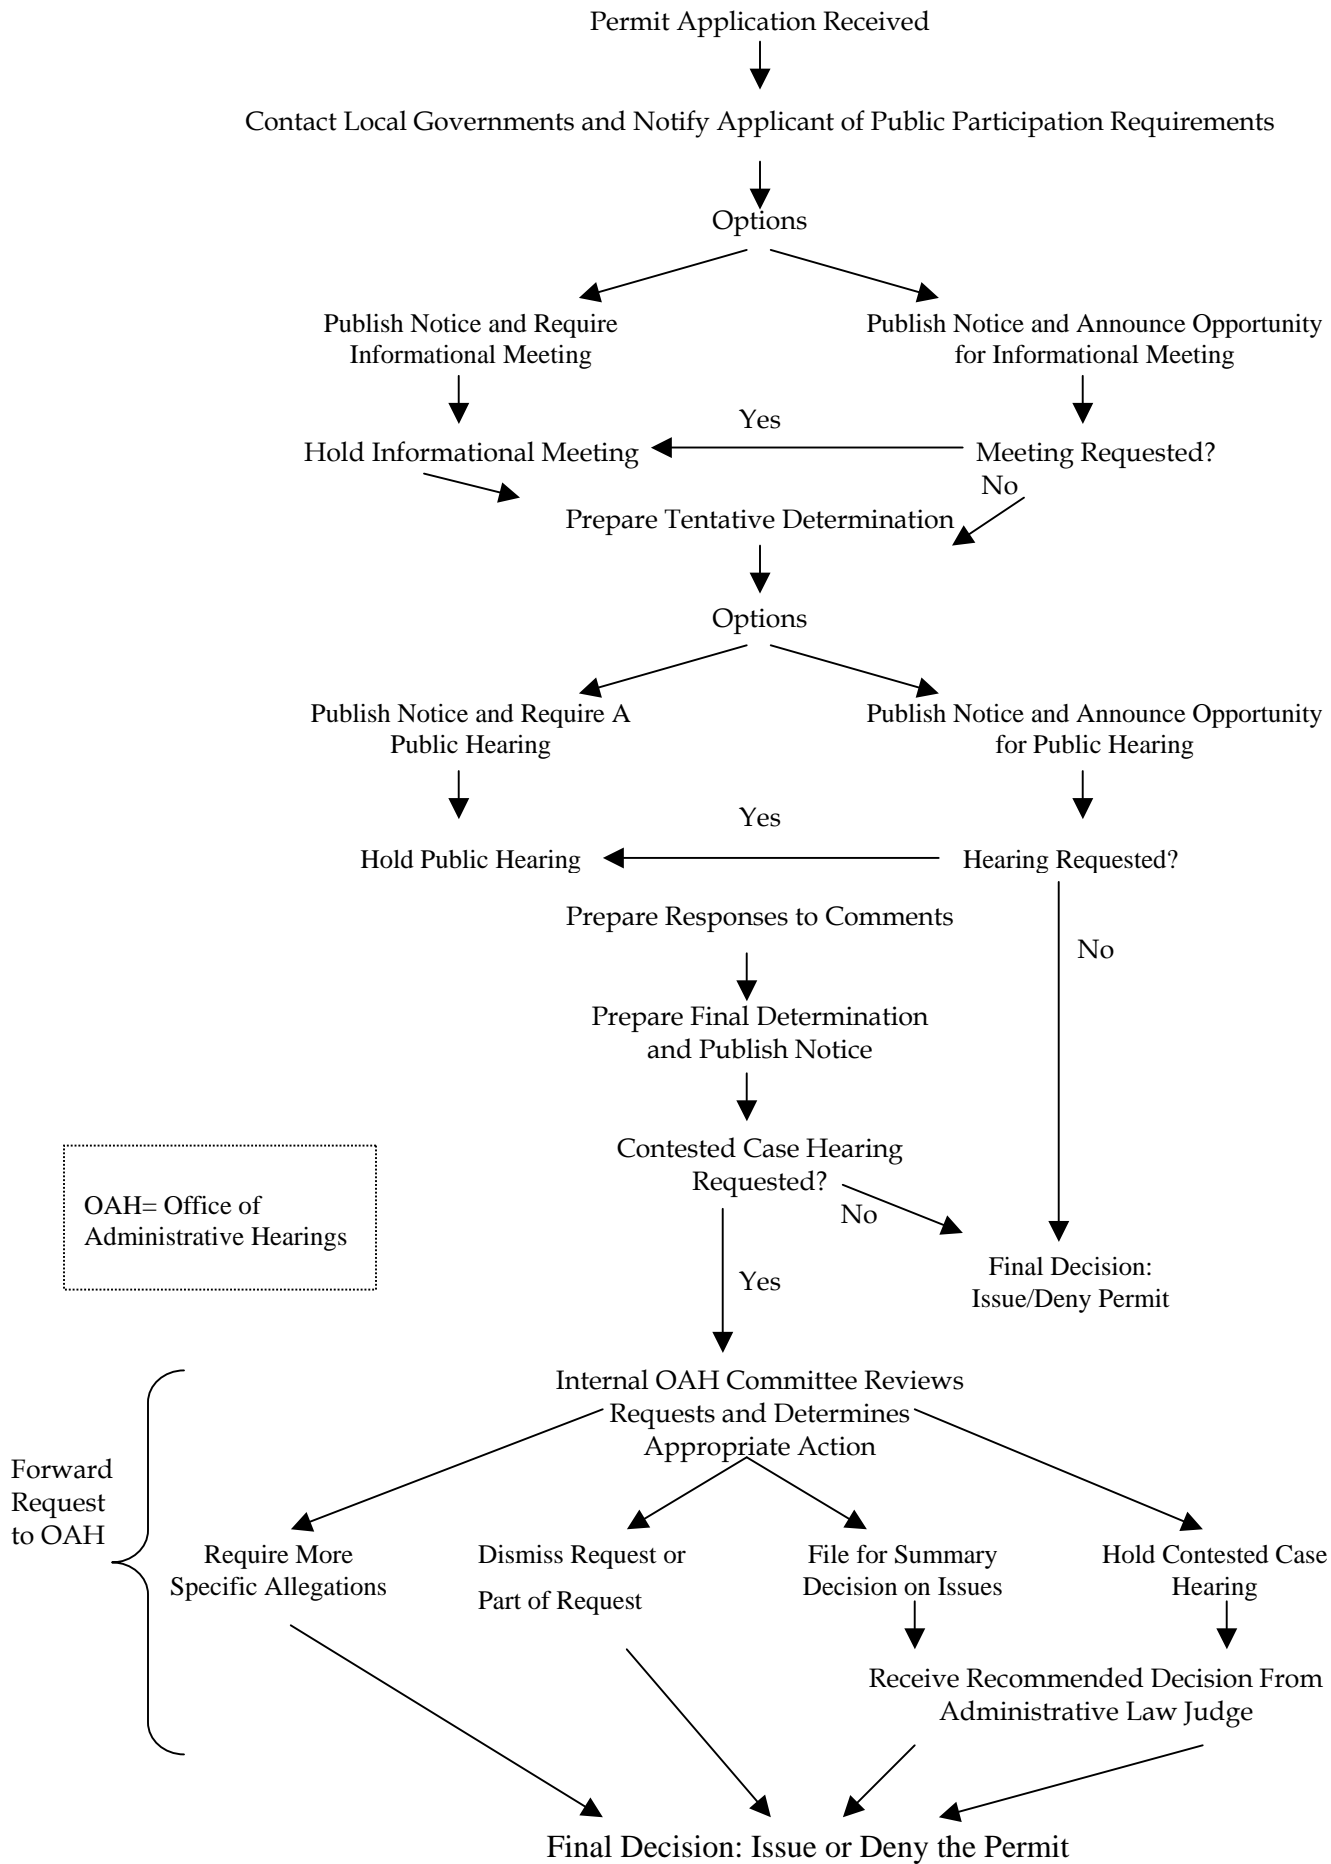 Permit Application Received
Contact Local Governments and Notify Applicant of Public Participation Requirements
Options
Publish Notice and Require
Informational Meeting
Publish Notice and Announce Opportunity
for Informational Meeting
Yes
Hold Informational Meeting
Meeting Requested?
No
Prepare Tentative Determination
Options
Publish Notice and Require A
Public Hearing
Publish Notice and Announce Opportunity
for Public Hearing
Yes
Hold Public Hearing
Hearing Requested?
Prepare Responses to Comments
No
Prepare Final Determination
and Publish Notice
Contested Case Hearing
Requested?
No
OAH= Office of
Administrative Hearings
Final Decision:
Issue/Deny Permit
Yes
Internal OAH Committee Reviews
Requests and Determines
Appropriate Action
Forward
Request
to OAH
Require More
Specific Allegations
Dismiss Request or
Part of Request
File for Summary
Decision on Issues
Hold Contested Case
Hearing
Receive Recommended Decision From
Administrative Law Judge
Final Decision: Issue or Deny the Permit